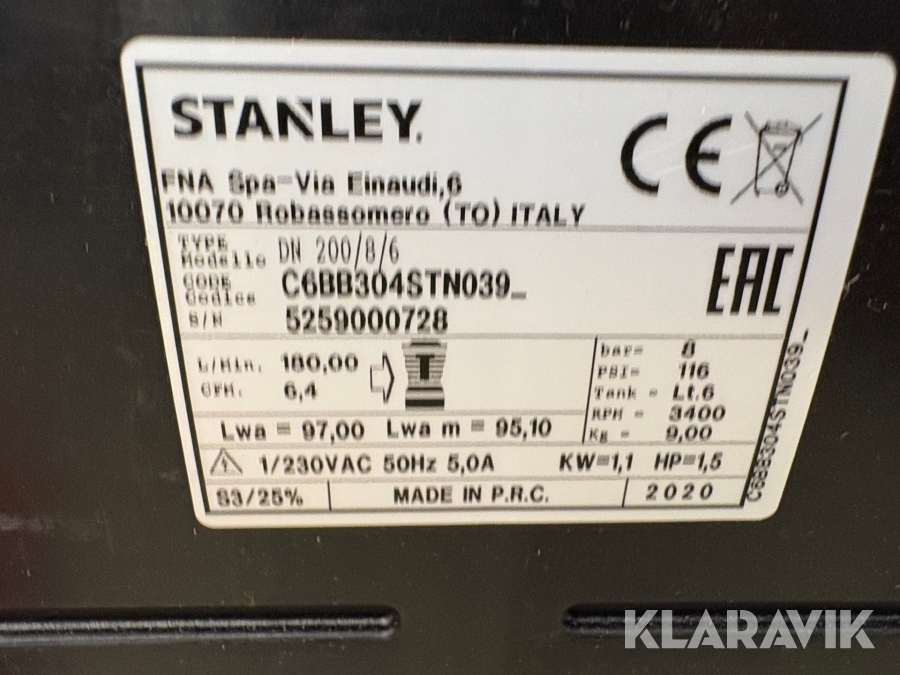 STANLEY.
FNA Spa-Via Einaudi,6
10070 Robassomero (TO) ITALY
TYPE
Modello DN 200/8/6
CODE
Codice C6BB304STN039_
S/N 5259000728
CE
EAC
L/Min. 180,00
CFM. 6,4
T
bar= 8
PSI= 116
Tank = Lt.6
RPM = 3400
Kg = 9,00
Lwa = 97,00 Lwa m = 95,10
1/230VAC 50Hz 5,0A KW=1,1 HP=1,5
S3/25% MADE IN P.R.C. 2020
C6BB304STN039_
KLARAVIK